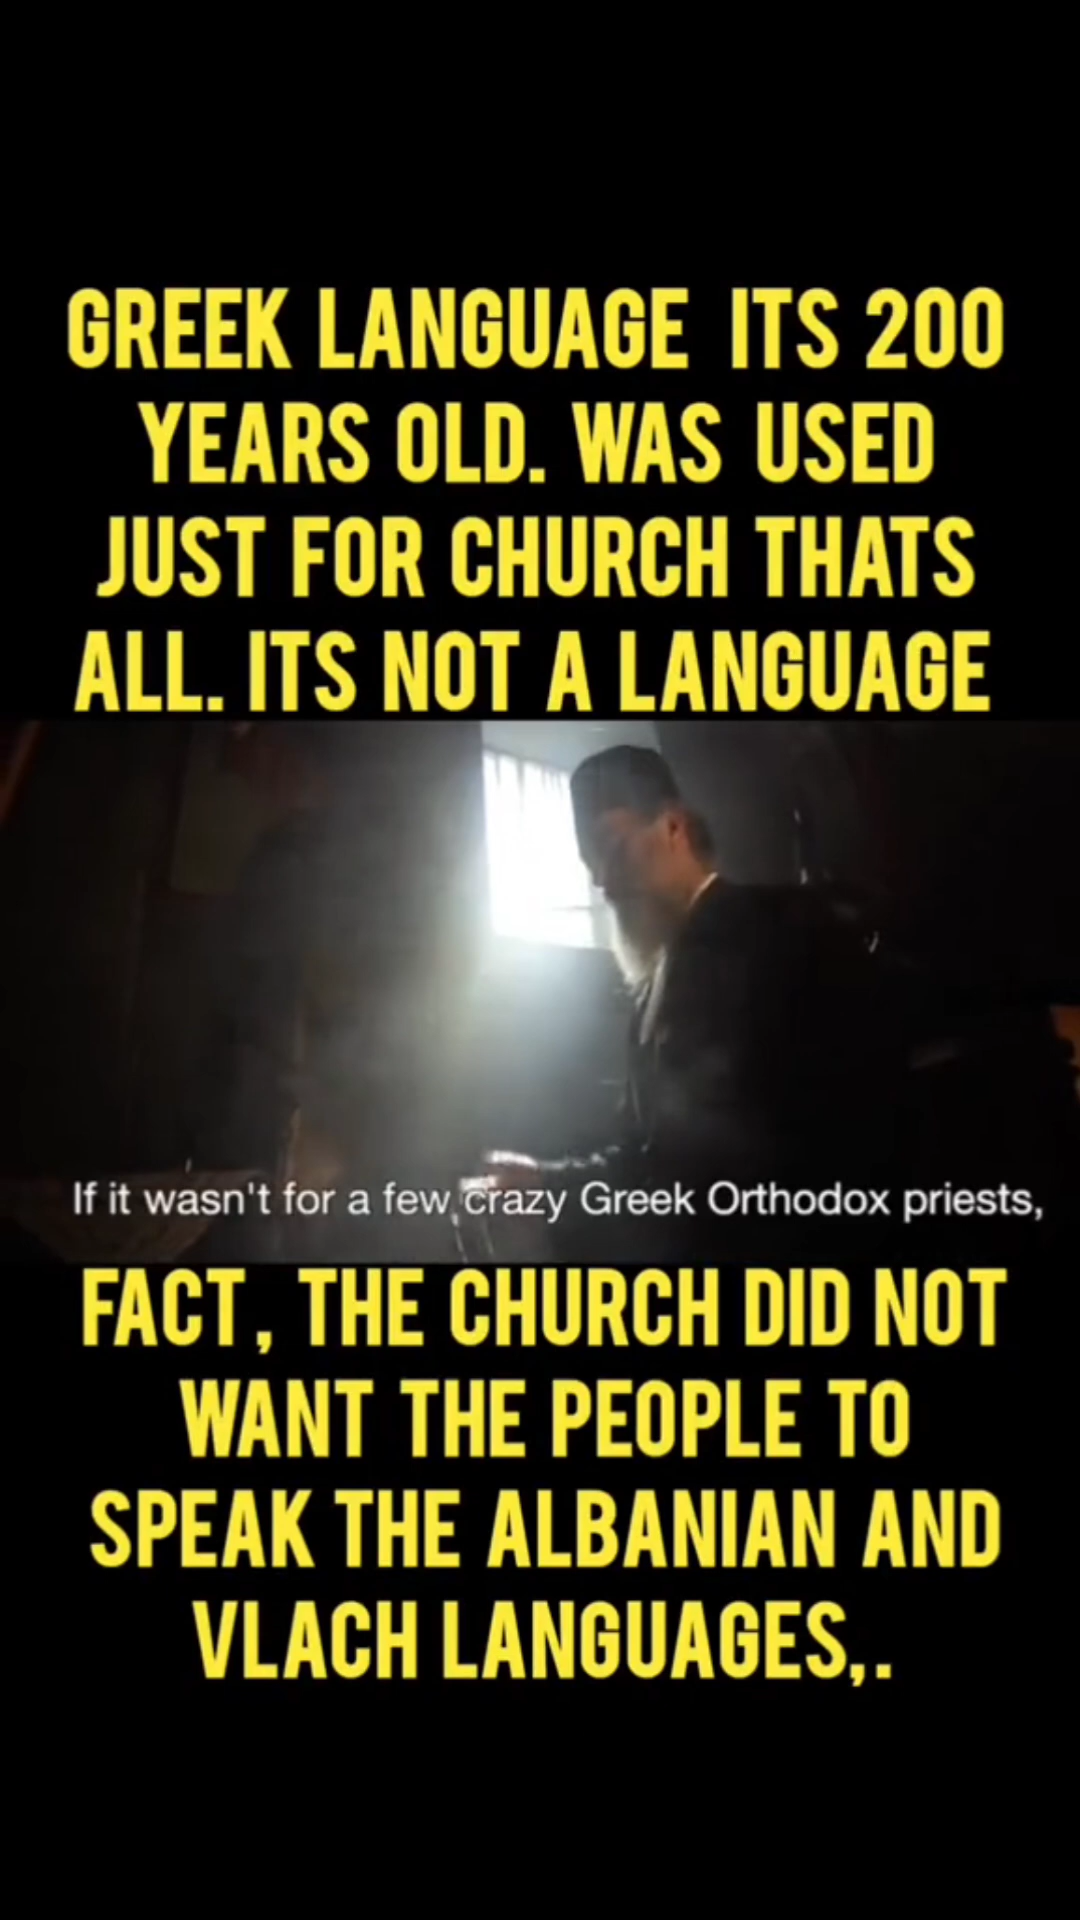 GREEK LANGUAGE ITS 200
YEARS OLD. WAS USED
JUST FOR CHURCH THATS
ALL. ITS NOT A LANGUAGE
If it wasn't for a few crazy Greek Orthodox priests,
FACT, THE CHURCH DID NOT
WANT THE PEOPLE TO
SPEAK THE ALBANIAN AND
VLACH LANGUAGES,.